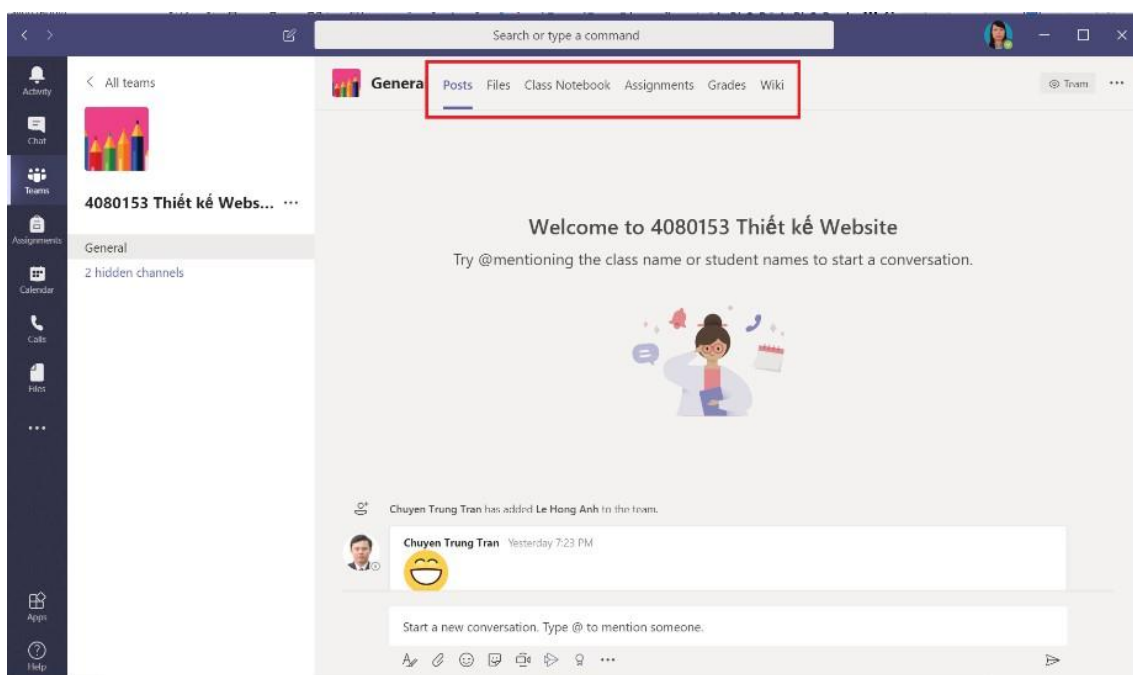 Search or type a command
Activity
Chat
Teams
Assignments
Calendar
Calls
Files
Apps
Help
All teams
4080153 Thiết kế Webs...
General
2 hidden channels
Genera Posts Files Class Notebook Assignments Grades Wiki
Team
Welcome to 4080153 Thiết kế Website
Try @mentioning the class name or student names to start a conversation.
Chuyen Trung Tran has added Le Hong Anh to the team.
Chuyen Trung Tran Yesterday 7:23 PM
Start a new conversation. Type @ to mention someone.